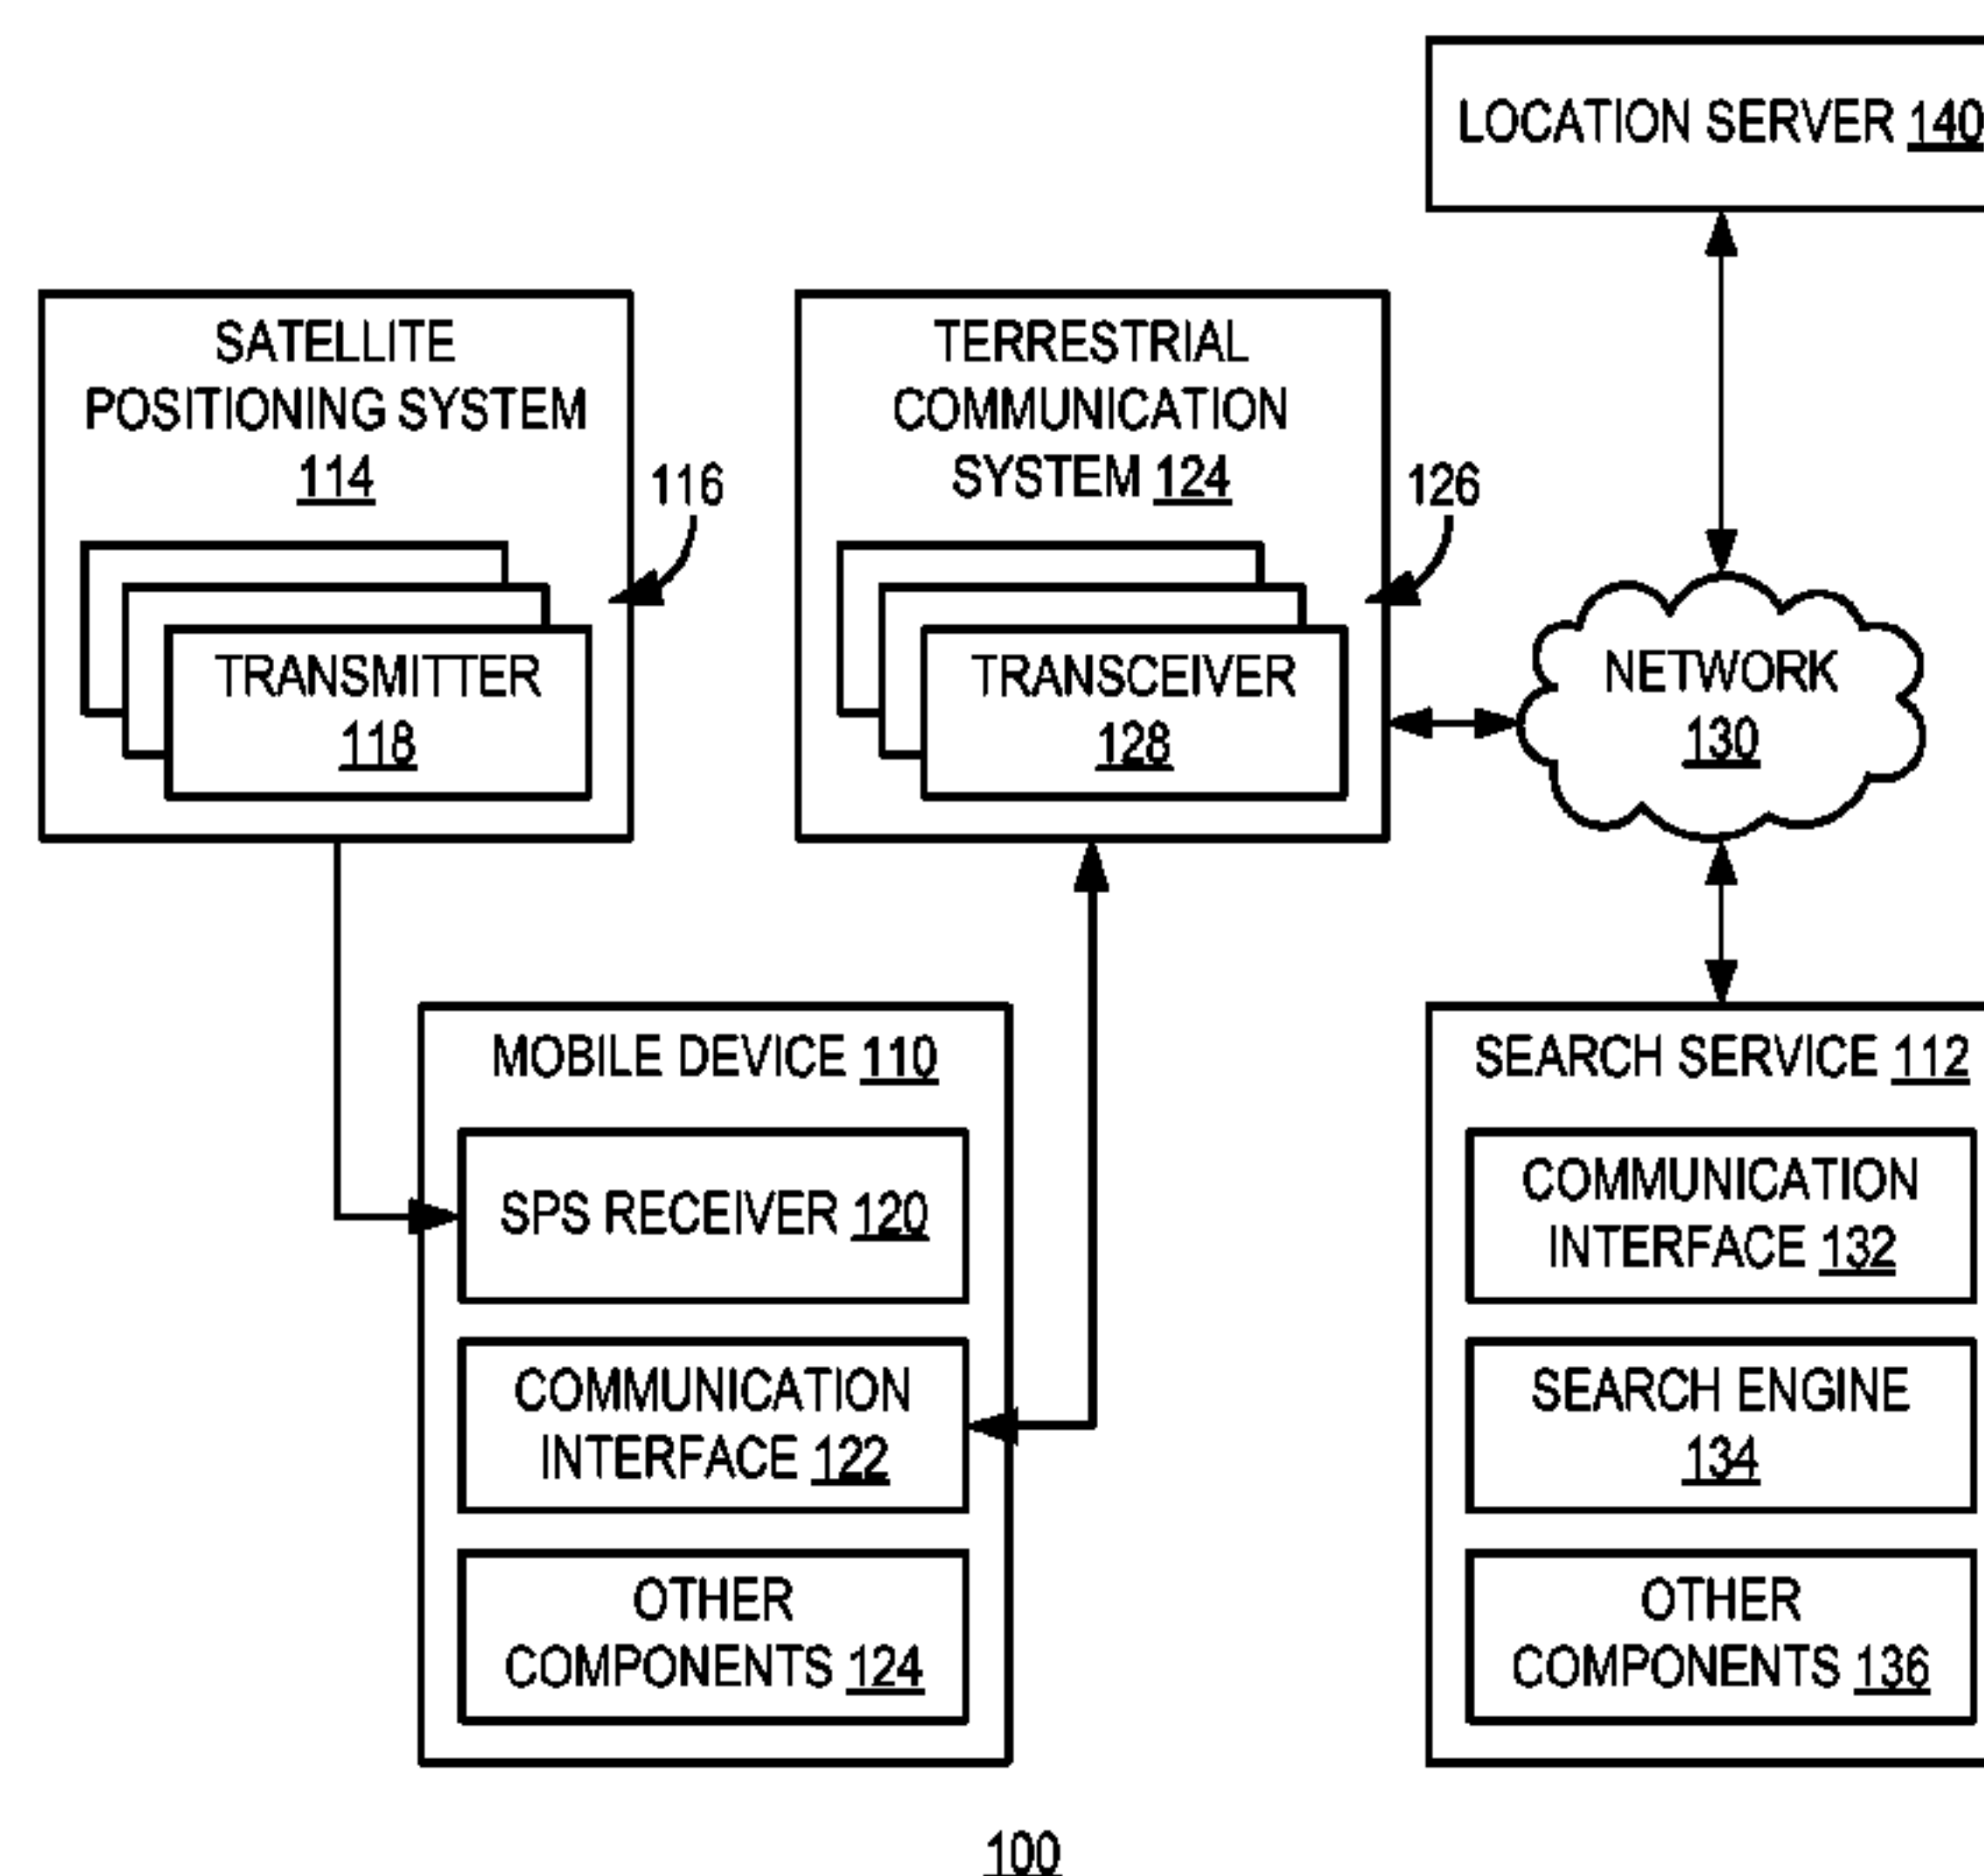 LOCATION SERVER 140
SATELLITE
POSITIONING SYSTEM
114
116
TRANSMITTER
118
TERRESTRIAL
COMMUNICATION
SYSTEM 124
126
TRANSCEIVER
128
NETWORK
130
MOBILE DEVICE 110
SPS RECEIVER 120
COMMUNICATION
INTERFACE 122
OTHER
COMPONENTS 124
SEARCH SERVICE 112
COMMUNICATION
INTERFACE 132
SEARCH ENGINE
134
OTHER
COMPONENTS 136
100